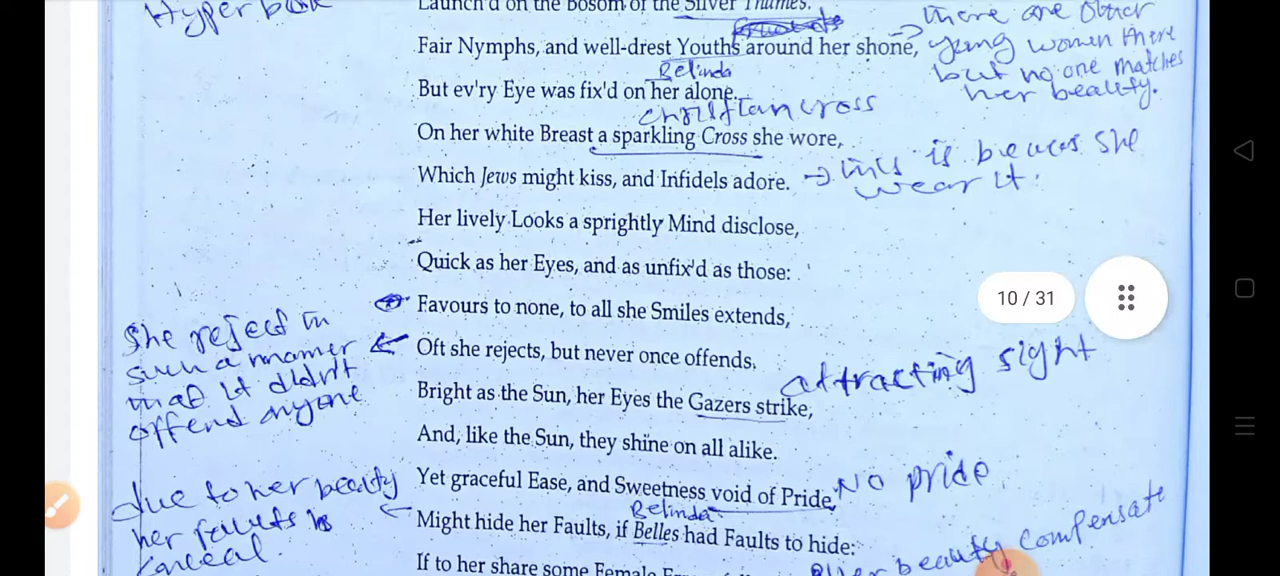 Hyperbole
Launch'd on the Bosom of the Silver Thames.
there are other
Fair Nymphs, and well-drest Youths around her shone,
young women there
but no one matches
her beauty.
Belinda
But ev'ry Eye was fix'd on her alone.
christian cross
On her white Breast a sparkling Cross she wore,
this is becaus she
wear it.
Which Jews might kiss, and Infidels adore.
Her lively Looks a sprightly Mind disclose,
Quick as her Eyes, and as unfix'd as those:
10 / 31
Favours to none, to all she Smiles extends,
she reject in
such a manner
that it didn't
offend anyone
Oft she rejects, but never once offends.
attracting sight
Bright as the Sun, her Eyes the Gazers strike,
And, like the Sun, they shine on all alike.
Yet graceful Ease, and Sweetness void of Pride,
No pride
due to her beauty
her faults is
conceal.
Belinda
Might hide her Faults, if Belles had Faults to hide:
her beauty compensate
If to her share some Female